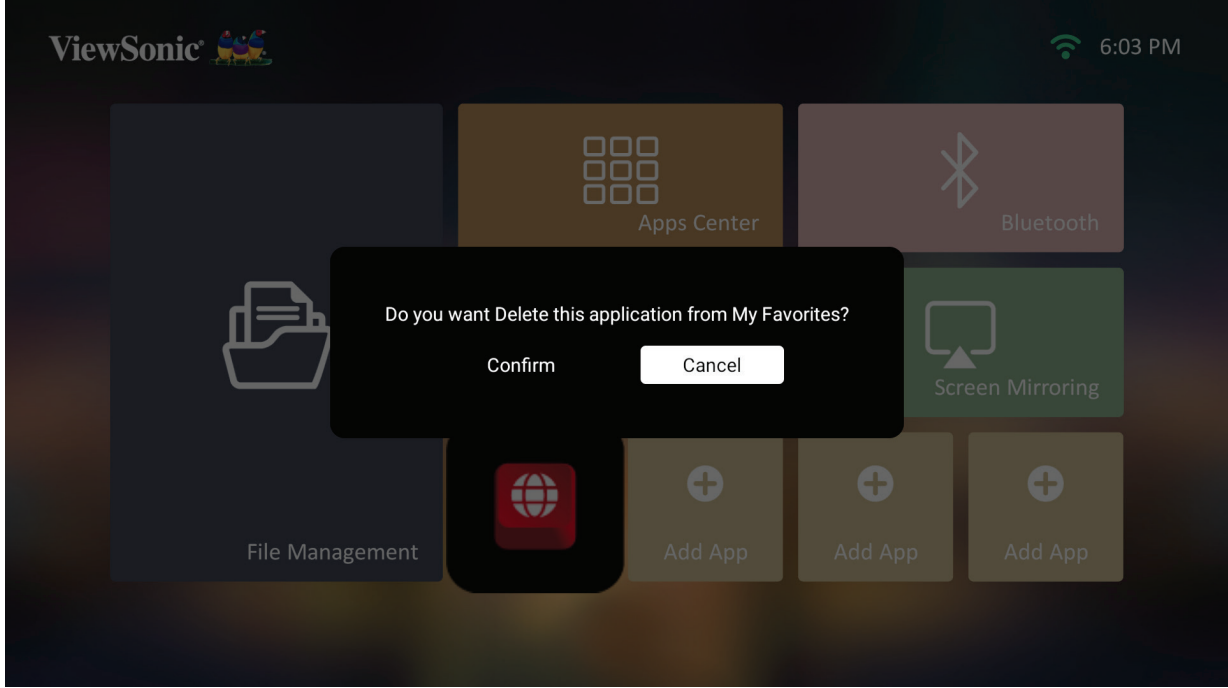 ViewSonic®
6:03 PM
Apps Center
Bluetooth
Do you want Delete this application from My Favorites?
Confirm
Cancel
Screen Mirroring
File Management
Add App
Add App
Add App